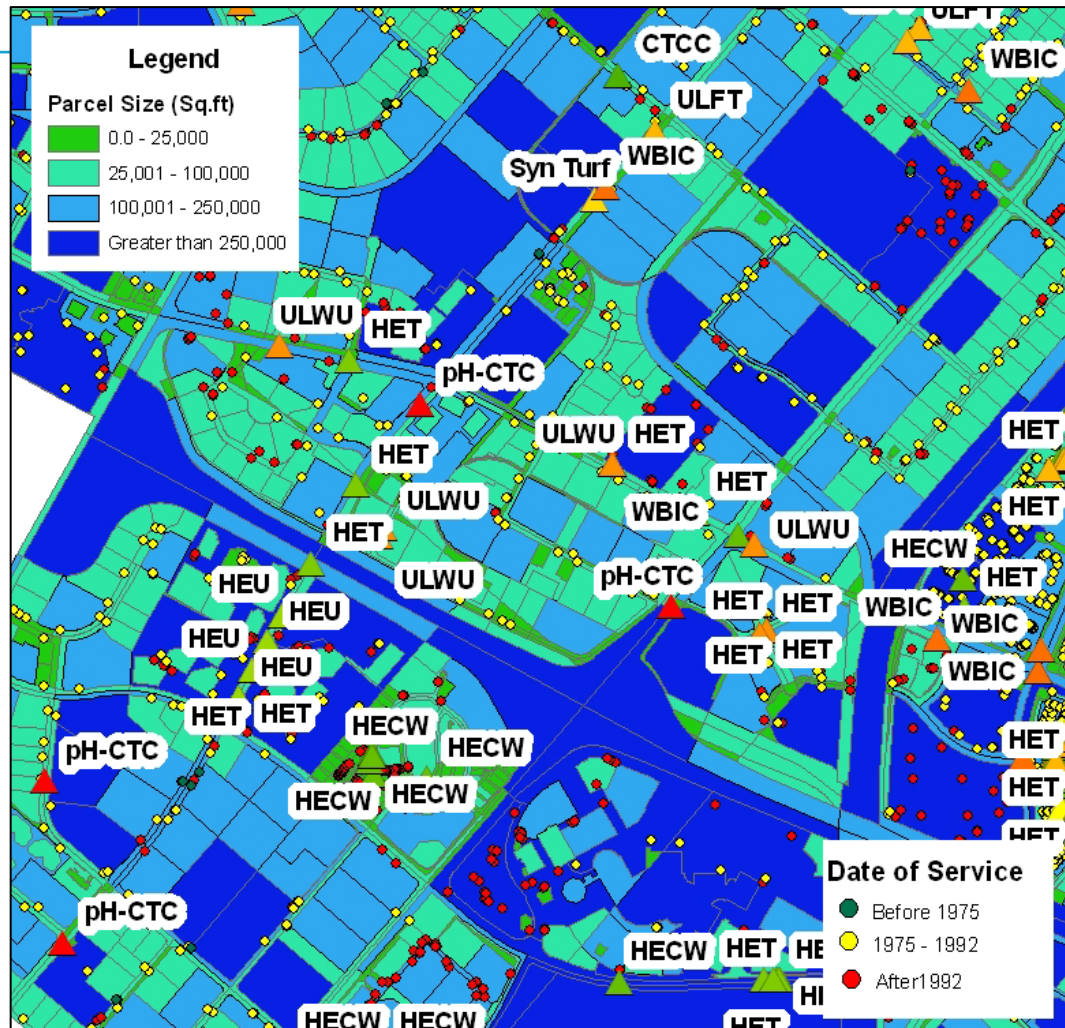 Legend
Parcel Size (Sq.ft)
0.0 - 25,000
25,001 - 100,000
100,001 - 250,000
Greater than 250,000
ULFT
CTCC
WBIC
ULFT
WBIC
Syn Turf
ULWU
HET
pH-CTC
ULWU
HET
HET
HET
HET
HET
ULWU
WBIC
ULWU
HET
HECW
HET
HEU
ULWU
pH-CTC
HET
HET
WBIC
WBIC
HEU
HEU
HET
HET
WBIC
HEU
HET
HET
HET
pH-CTC
HECW
HECW
HET
HECW
HECW
HET
Date of Service
Before 1975
1975 - 1992
After1992
pH-CTC
HECW
HET
HECW
HECW
HET